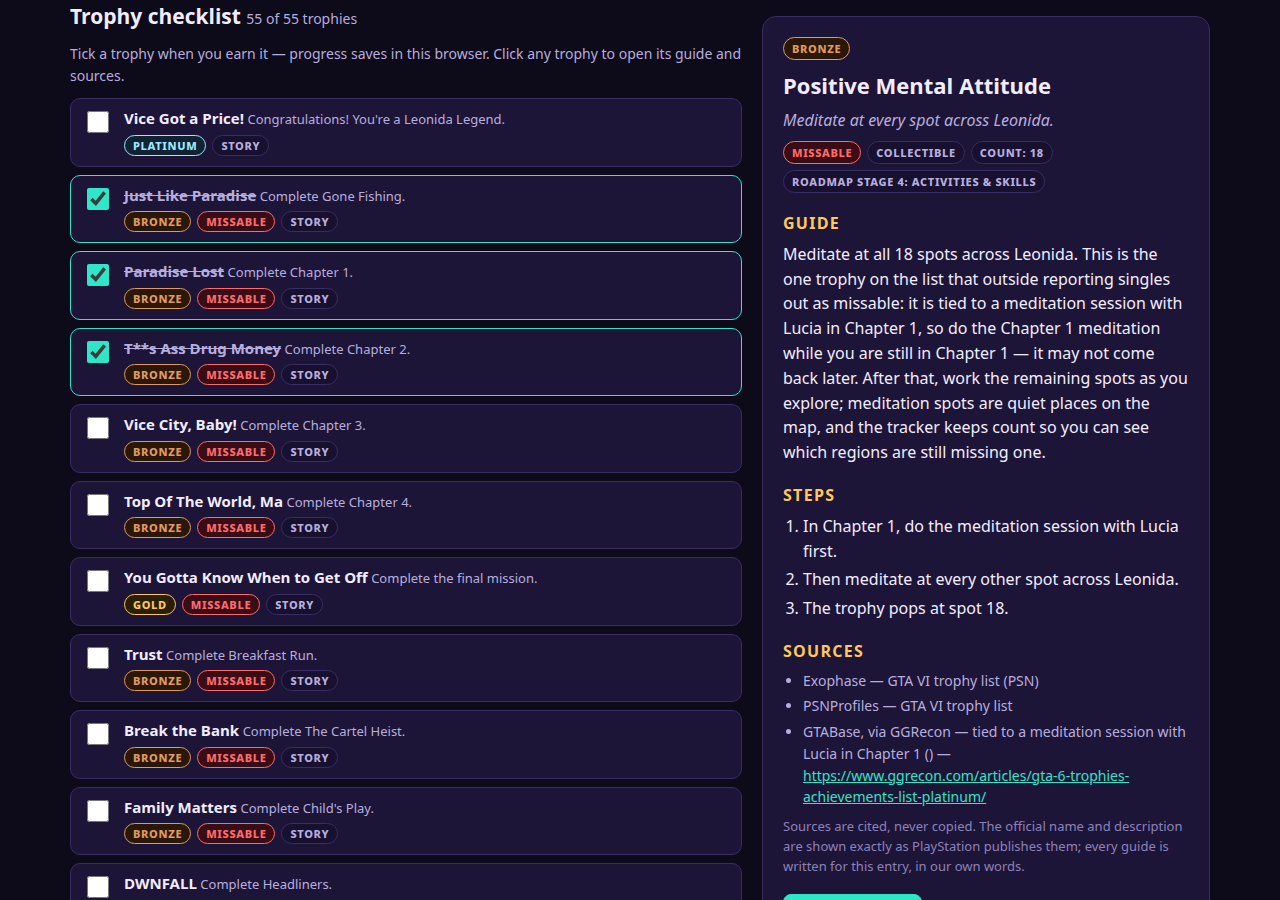 Trophy checklist 55 of 55 trophies
Tick a trophy when you earn it — progress saves in this browser. Click any trophy to open its guide and
sources.
Vice Got a Price! Congratulations! You're a Leonida Legend.
PLATINUM STORY
Just Like Paradise Complete Gone Fishing.
BRONZE MISSABLE STORY
Paradise Lost Complete Chapter 1.
BRONZE MISSABLE STORY
T**s Ass Drug Money Complete Chapter 2.
BRONZE MISSABLE STORY
Vice City, Baby! Complete Chapter 3.
BRONZE MISSABLE STORY
Top Of The World, Ma Complete Chapter 4.
BRONZE MISSABLE STORY
You Gotta Know When to Get Off Complete the final mission.
GOLD MISSABLE STORY
Trust Complete Breakfast Run.
BRONZE MISSABLE STORY
Break the Bank Complete The Cartel Heist.
BRONZE MISSABLE STORY
Family Matters Complete Child's Play.
BRONZE MISSABLE STORY
DWNFALL Complete Headliners.
BRONZE
Positive Mental Attitude
Meditate at every spot across Leonida.
MISSABLE COLLECTIBLE COUNT: 18
ROADMAP STAGE 4: ACTIVITIES & SKILLS
GUIDE
Meditate at all 18 spots across Leonida. This is the
one trophy on the list that outside reporting singles
out as missable: it is tied to a meditation session with
Lucia in Chapter 1, so do the Chapter 1 meditation
while you are still in Chapter 1 — it may not come
back later. After that, work the remaining spots as you
explore; meditation spots are quiet places on the
map, and the tracker keeps count so you can see
which regions are still missing one.
STEPS
1. In Chapter 1, do the meditation session with Lucia
first.
2. Then meditate at every other spot across Leonida.
3. The trophy pops at spot 18.
SOURCES
• Exophase — GTA VI trophy list (PSN)
• PSNProfiles — GTA VI trophy list
• GTABase, via GGRecon — tied to a meditation session with
Lucia in Chapter 1 () —
https://www.ggrecon.com/articles/gta-6-trophies-
achievements-list-platinum/
Sources are cited, never copied. The official name and description
are shown exactly as PlayStation publishes them; every guide is
written for this entry, in our own words.